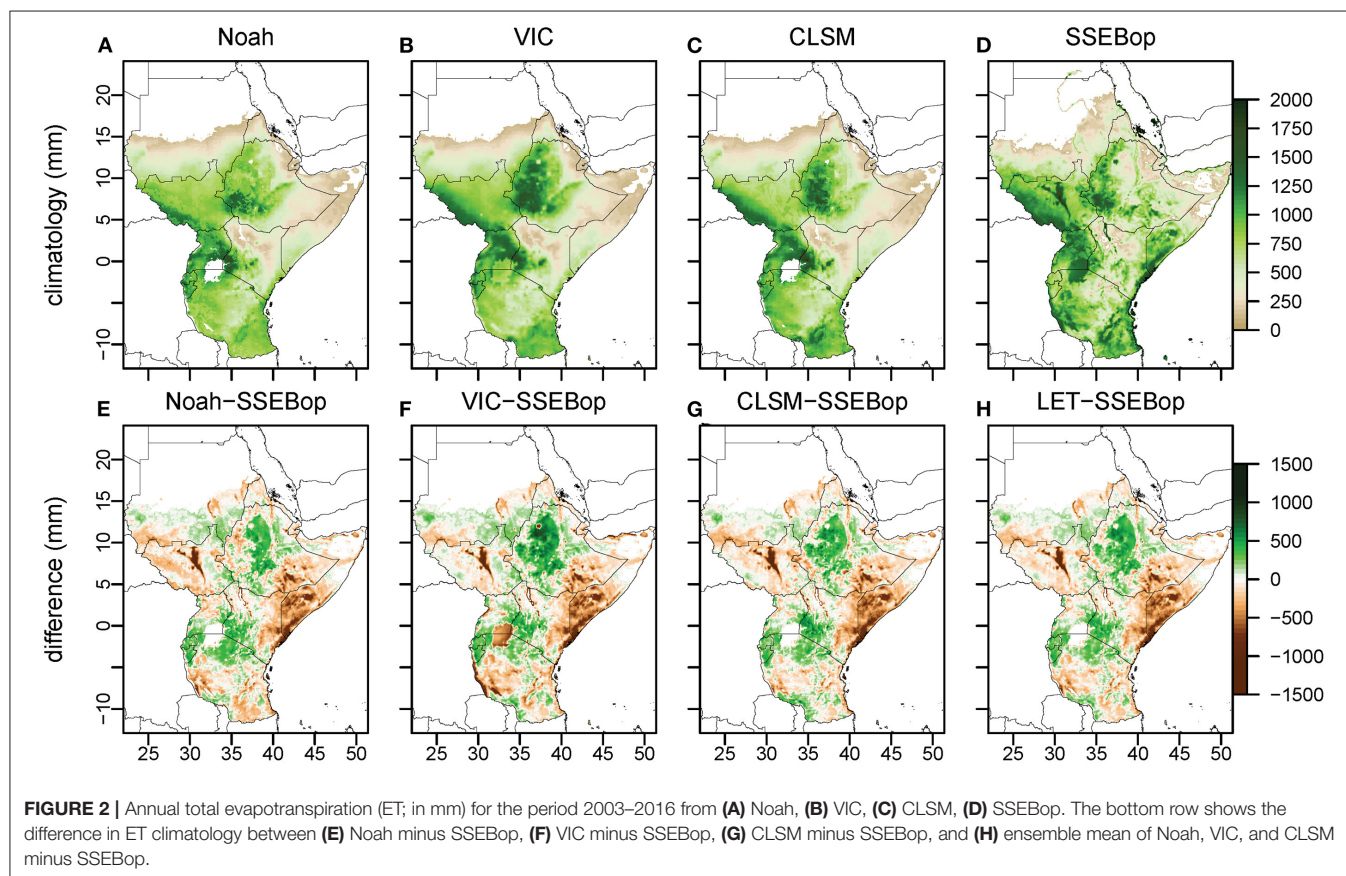 A Noah
B VIC
C CLSM
D SSEBop
climatology (mm)
20
15
10
5
0
−10
2000
1750
1500
1250
1000
750
500
250
0
E Noah−SSEBop
F VIC−SSEBop
G CLSM−SSEBop
H LET−SSEBop
difference (mm)
20
15
10
5
0
−10
1500
1000
500
0
−500
−1000
−1500
25 30 35 40 45 50
25 30 35 40 45 50
25 30 35 40 45 50
25 30 35 40 45 50
FIGURE 2 | Annual total evapotranspiration (ET; in mm) for the period 2003–2016 from (A) Noah, (B) VIC, (C) CLSM, (D) SSEBop. The bottom row shows the
difference in ET climatology between (E) Noah minus SSEBop, (F) VIC minus SSEBop, (G) CLSM minus SSEBop, and (H) ensemble mean of Noah, VIC, and CLSM
minus SSEBop.